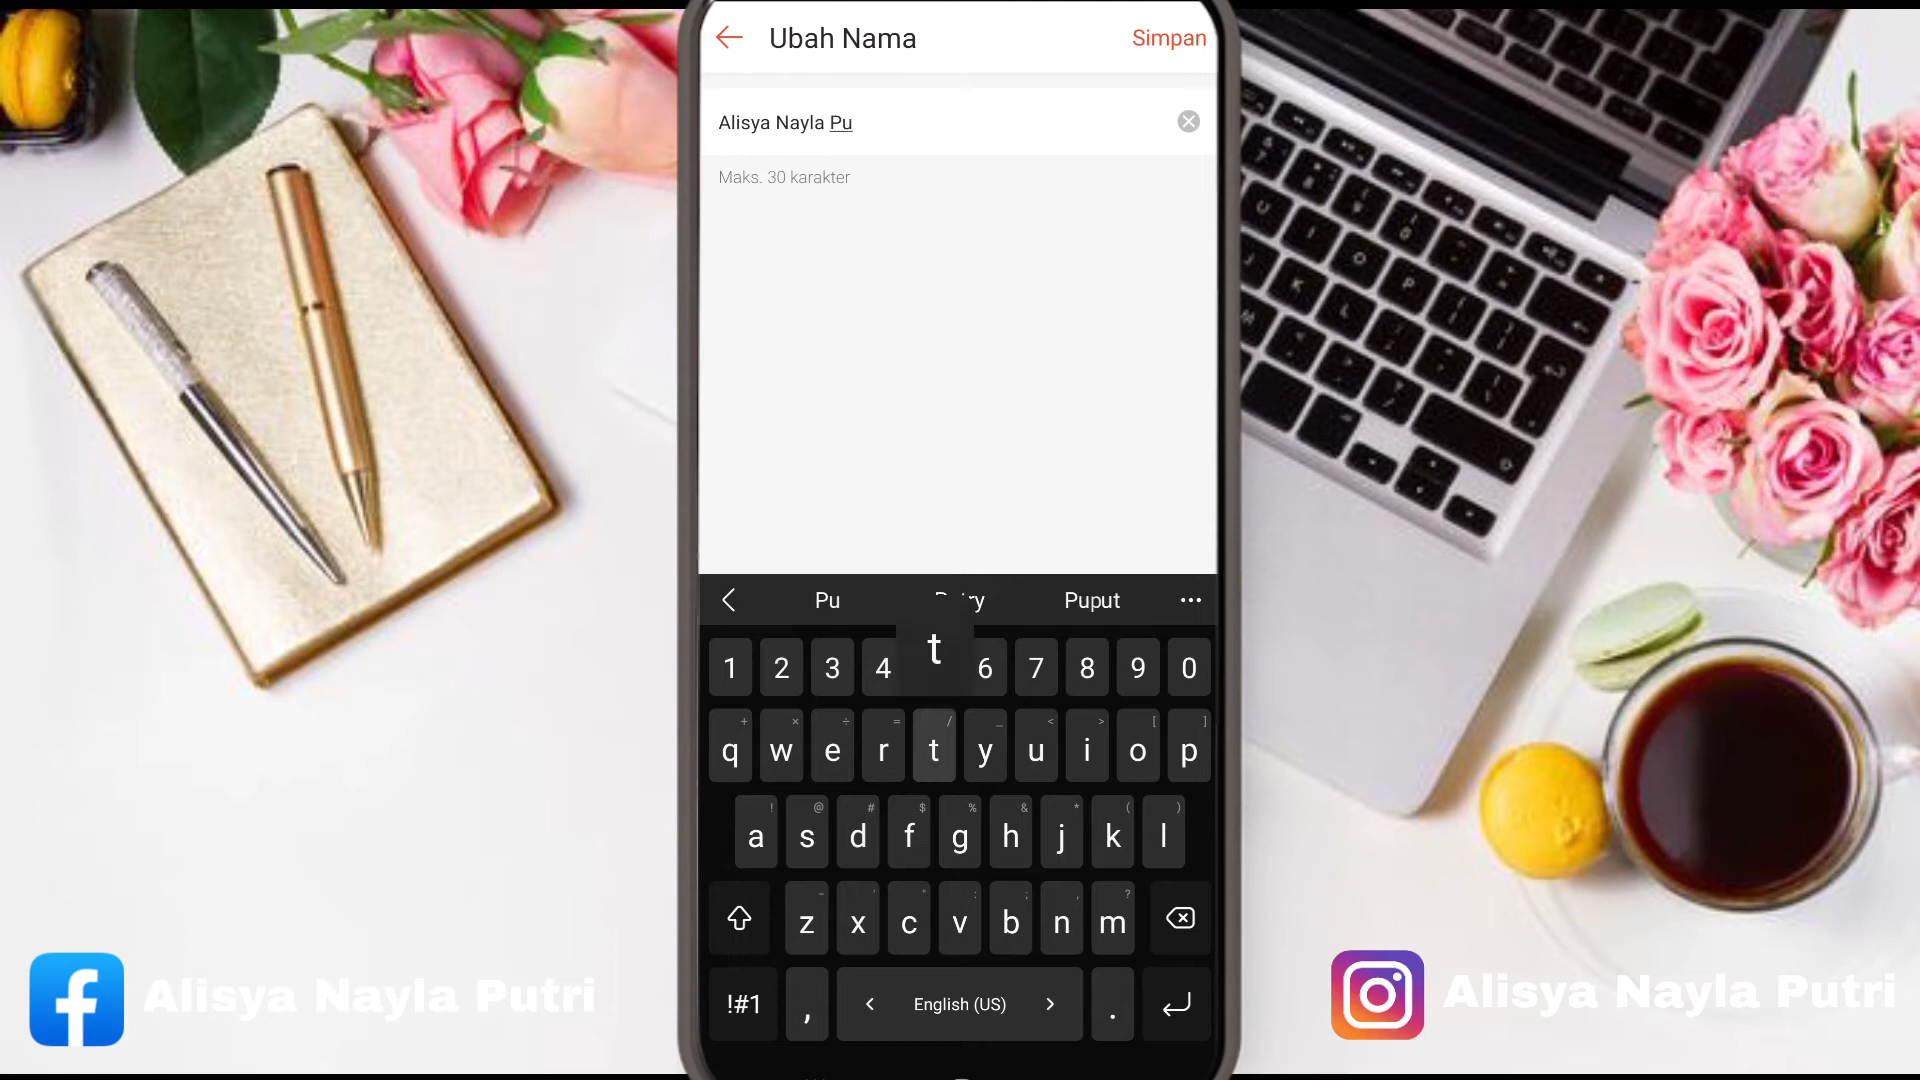 Ubah Nama
Simpan
Alisya Nayla Pu
Maks. 30 karakter
Pu
Puput
t
1 2 3 4 6 7 8 9 0
+ × ÷ = / _ < > [ ]
q w e r t y u i o p
! @ # $ % & * ( )
a s d f g h j k l
- ' " : ; , ?
z x c v b n m
!#1 , < English (US) > .
Alisya Nayla Putri
Alisya Nayla Putri